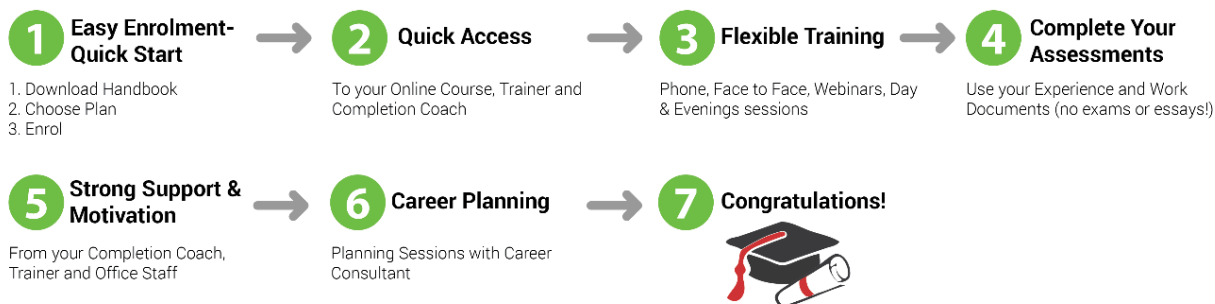 1 Easy Enrolment-
Quick Start
1. Download Handbook
2. Choose Plan
3. Enrol
2 Quick Access
To your Online Course, Trainer and
Completion Coach
3 Flexible Training
Phone, Face to Face, Webinars, Day
& Evenings sessions
4 Complete Your
Assessments
Use your Experience and Work
Documents (no exams or essays!)
5 Strong Support &
Motivation
From your Completion Coach,
Trainer and Office Staff
6 Career Planning
Planning Sessions with Career
Consultant
7 Congratulations!